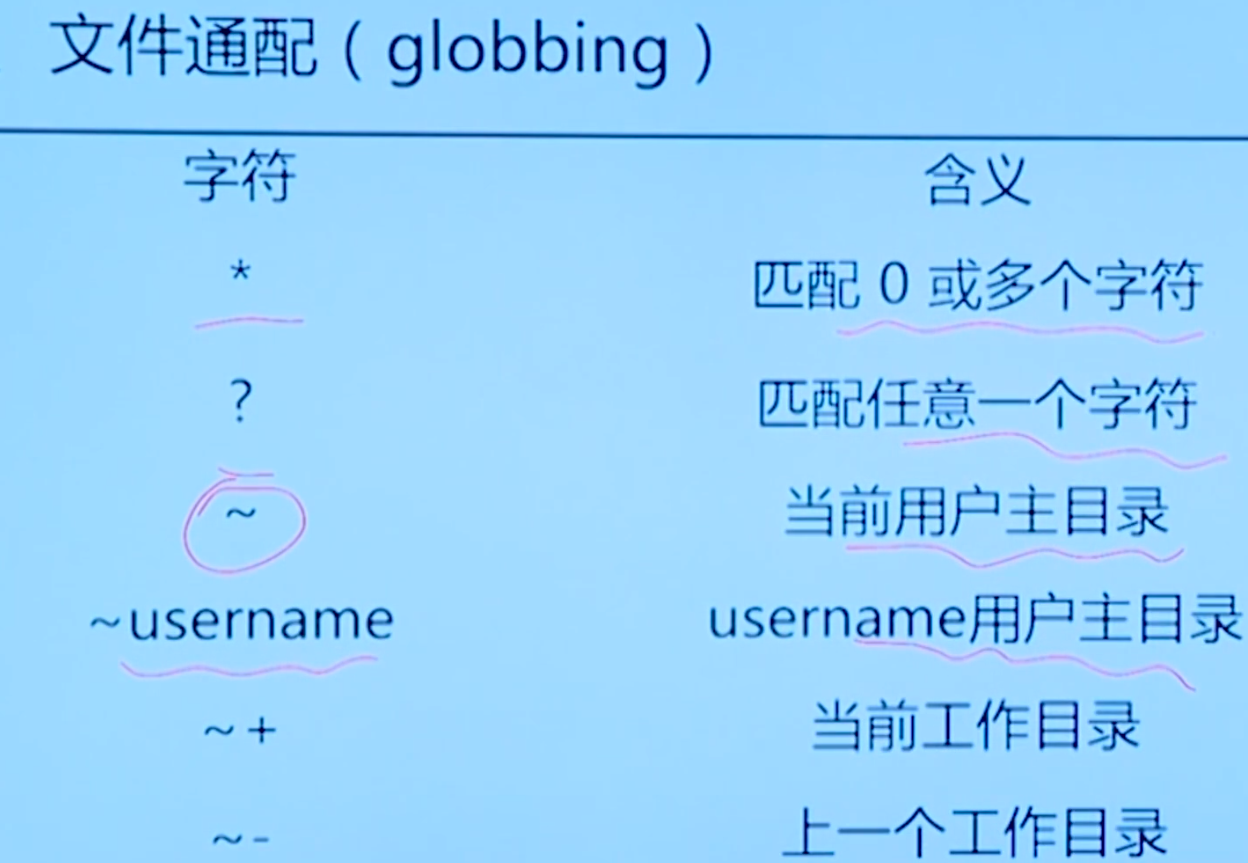 文件通配（globbing）
字符 含义
* 匹配 0 或多个字符
? 匹配任意一个字符
~ 当前用户主目录
~username username用户主目录
~+ 当前工作目录
~- 上一个工作目录